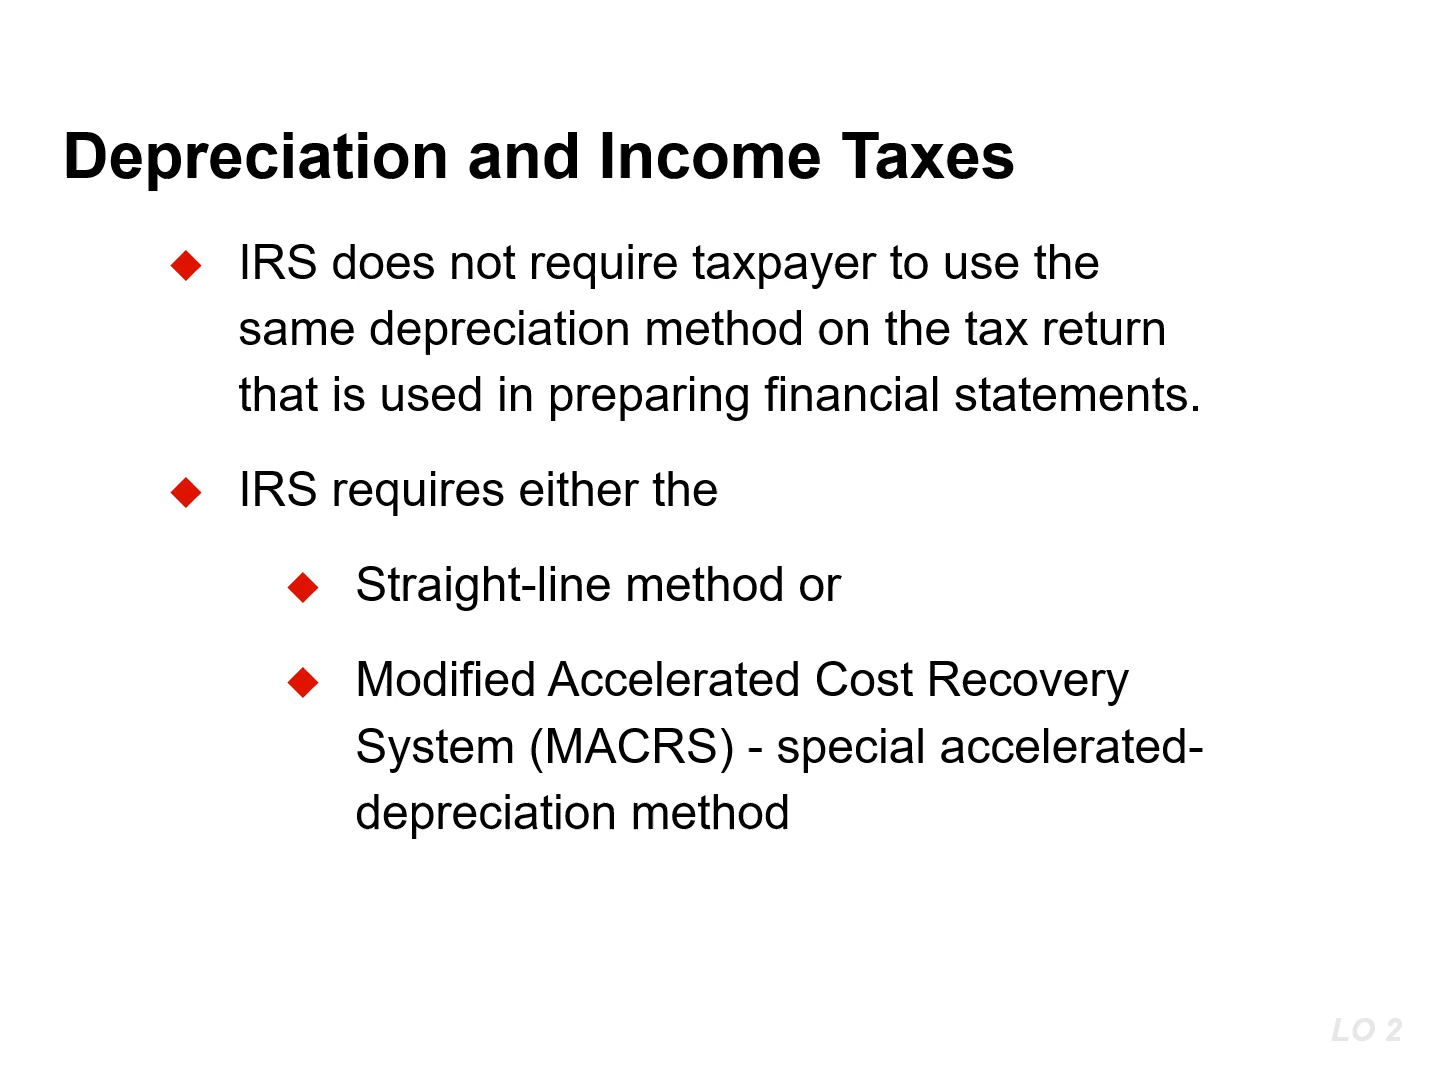 Depreciation and Income Taxes
IRS does not require taxpayer to use the
same depreciation method on the tax return
that is used in preparing financial statements.
IRS requires either the
Straight-line method or
Modified Accelerated Cost Recovery
System (MACRS) - special accelerated-
depreciation method
LO 2